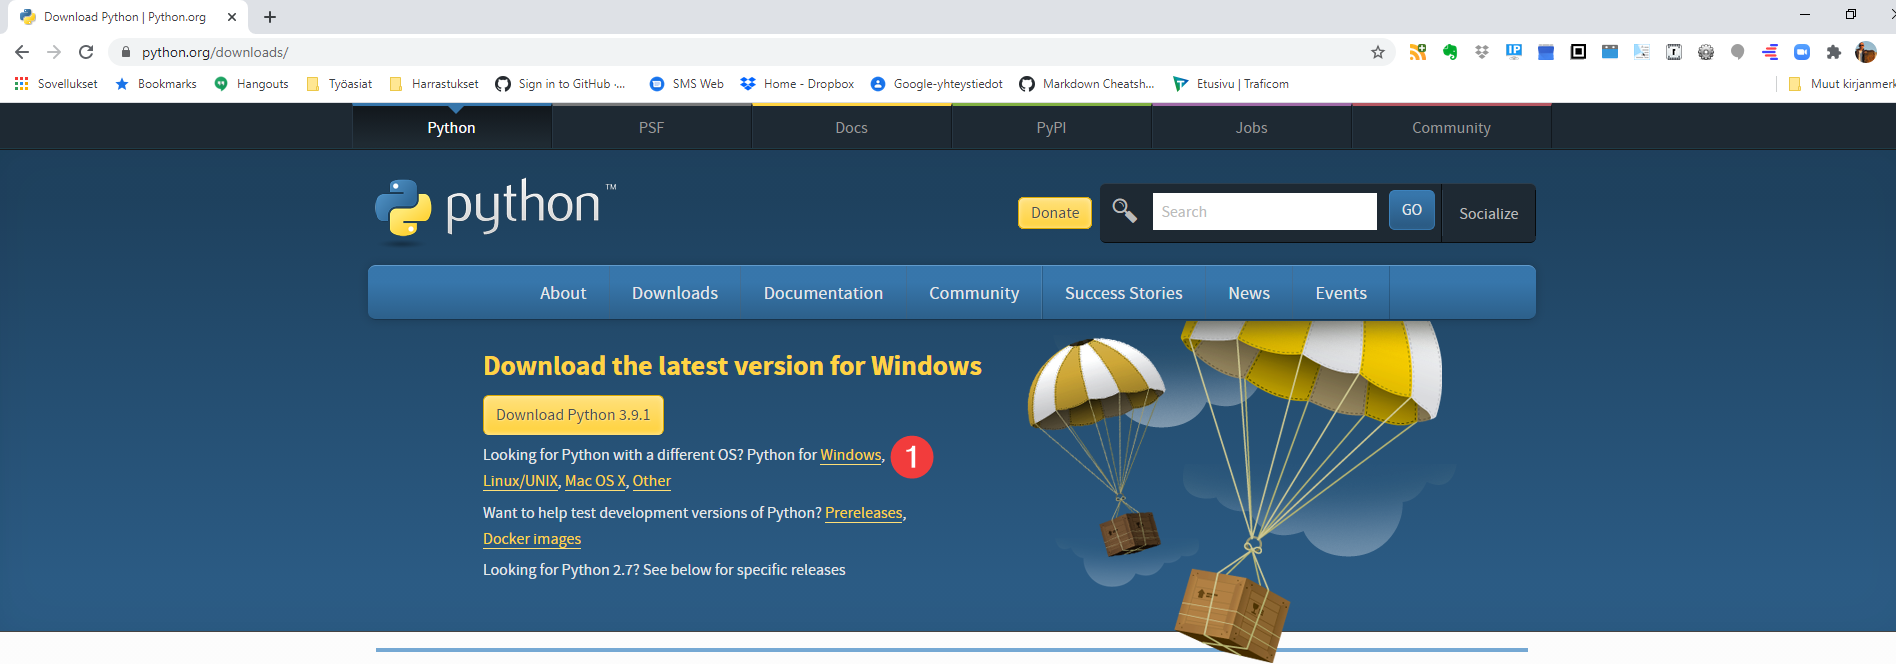 Download Python | Python.org
python.org/downloads/
Sovellukset Bookmarks Hangouts Työasiat Harrastukset Sign in to GitHub ·... SMS Web Home - Dropbox Google-yhteystiedot Markdown Cheatsh... Etusivu | Traficom Muut kirjanmerk
Python PSF Docs PyPI Jobs Community
python™
Donate Search GO Socialize
About Downloads Documentation Community Success Stories News Events
Download the latest version for Windows
Download Python 3.9.1
Looking for Python with a different OS? Python for Windows, 1
Linux/UNIX, Mac OS X, Other
Want to help test development versions of Python? Prereleases,
Docker images
Looking for Python 2.7? See below for specific releases